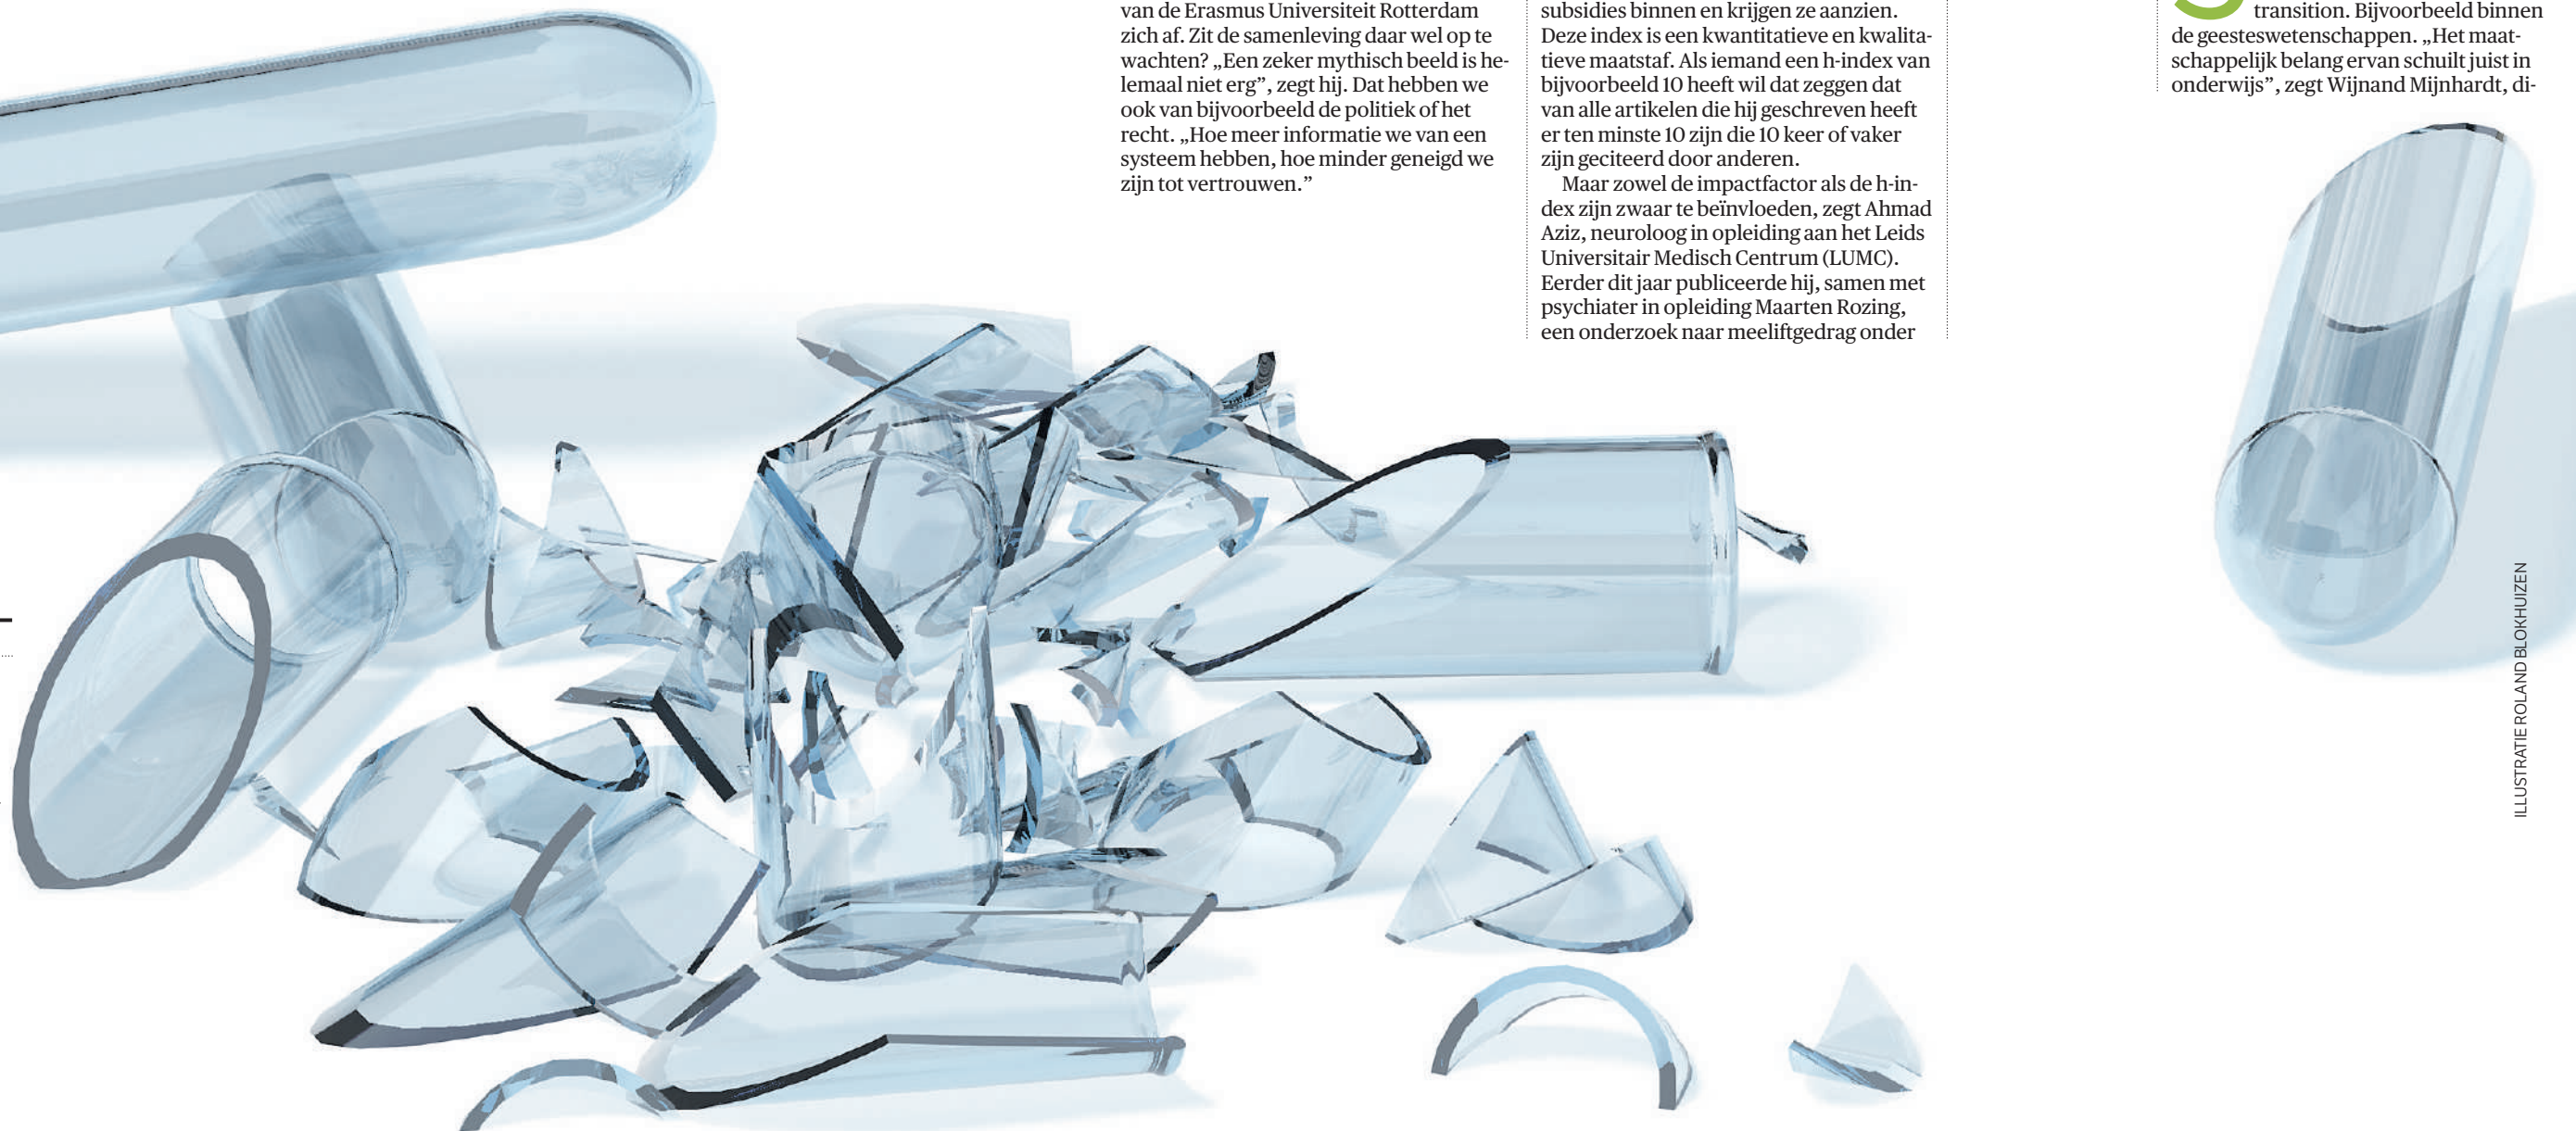 van de Erasmus Universiteit Rotterdam
zich af. Zit de samenleving daar wel op te
wachten? „Een zeker mythisch beeld is he-
lemaal niet erg”, zegt hij. Dat hebben we
ook van bijvoorbeeld de politiek of het
recht. „Hoe meer informatie we van een
systeem hebben, hoe minder geneigd we
zijn tot vertrouwen.”
subsidies binnen en krijgen ze aanzien.
Deze index is een kwantitatieve en kwalita-
tieve maatstaf. Als iemand een h-index van
bijvoorbeeld 10 heeft wil dat zeggen dat
van alle artikelen die hij geschreven heeft
er ten minste 10 zijn die 10 keer of vaker
zijn geciteerd door anderen.
Maar zowel de impactfactor als de h-in-
dex zijn zwaar te beïnvloeden, zegt Ahmad
Aziz, neuroloog in opleiding aan het Leids
Universitair Medisch Centrum (LUMC).
Eerder dit jaar publiceerde hij, samen met
psychiater in opleiding Maarten Rozing,
een onderzoek naar meeliftgedrag onder
transition. Bijvoorbeeld binnen
de geesteswetenschappen. „Het maat-
schappelijk belang ervan schuilt juist in
onderwijs”, zegt Wijnand Mijnhardt, di-
ILLUSTRATIE ROLAND BLOKHUIZEN